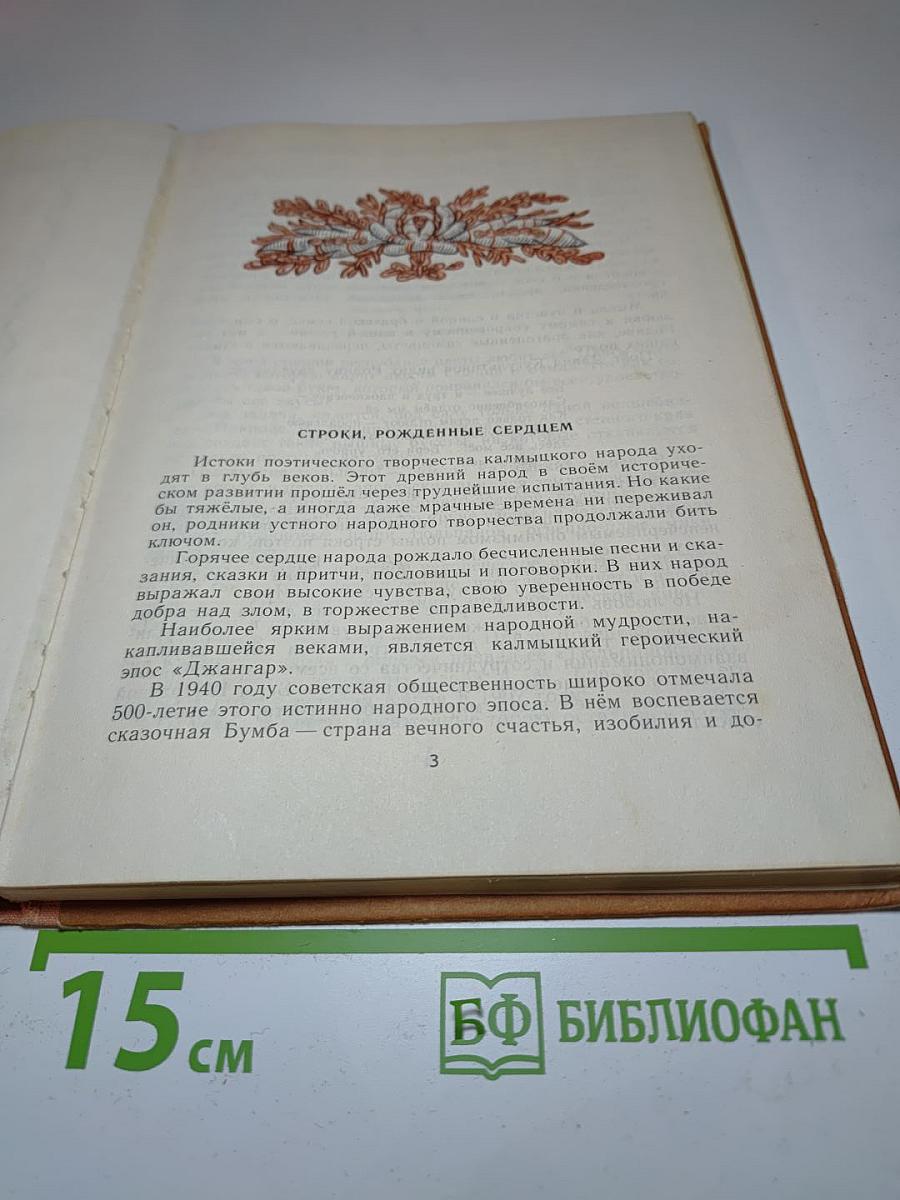 СТРОКИ, РОЖДЕННЫЕ СЕРДЦЕМ
Истоки поэтического творчества калмыцкого народа ухо-
дят в глубь веков. Этот древний народ в своём историче-
ском развитии прошёл через труднейшие испытания. Но какие
бы тяжёлые, а иногда даже мрачные времена ни переживал
он, родники устного народного творчества продолжали бить
ключом.
Горячее сердце народа рождало бесчисленные песни и ска-
зания, сказки и притчи, пословицы и поговорки. В них народ
выражал свои высокие чувства, свою уверенность в победе
добра над злом, в торжестве справедливости.
Наиболее ярким выражением народной мудрости, на-
капливавшейся веками, является калмыцкий героический
эпос «Джангар».
В 1940 году советская общественность широко отмечала
500-летие этого истинно народного эпоса. В нём воспевается
сказочная Бумба — страна вечного счастья, изобилия и до-
3
15 см
БФ БИБЛИОФАН